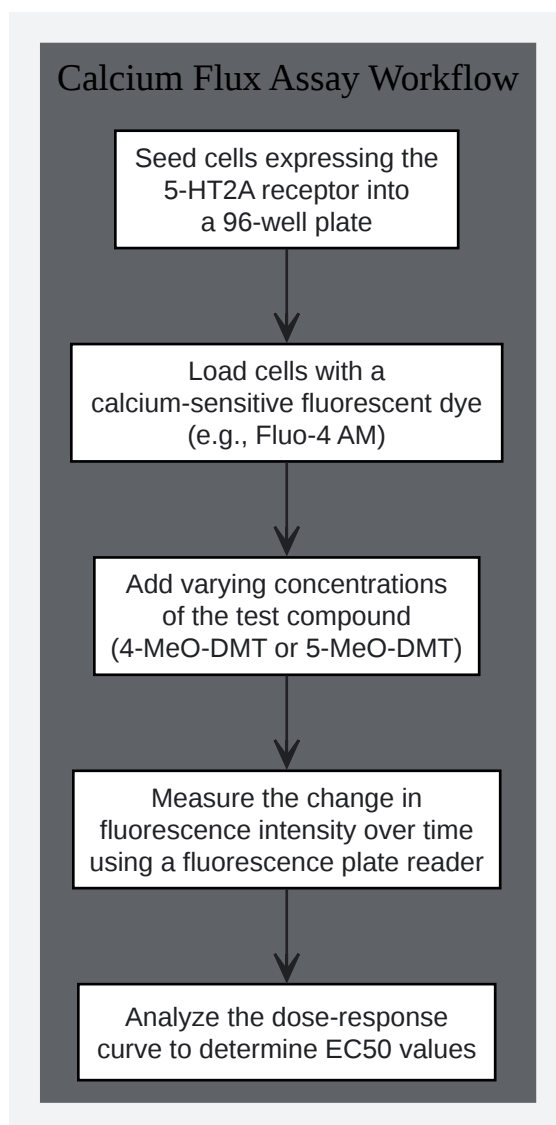 Calcium Flux Assay Workflow
Seed cells expressing the
5-HT2A receptor into
a 96-well plate
Load cells with a
calcium-sensitive fluorescent dye
(e.g., Fluo-4 AM)
Add varying concentrations
of the test compound
(4-MeO-DMT or 5-MeO-DMT)
Measure the change in
fluorescence intensity over time
using a fluorescence plate reader
Analyze the dose-response
curve to determine EC50 values